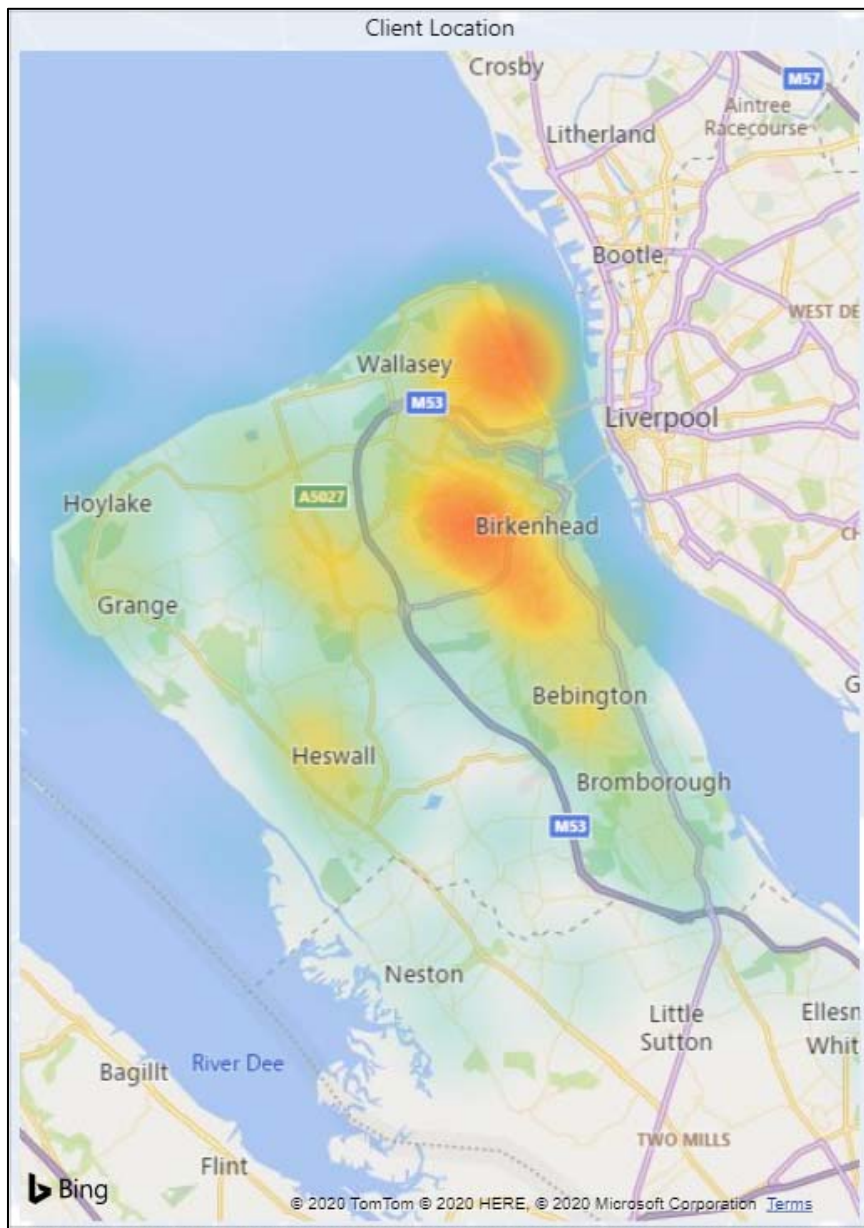 Client Location
Crosby
M57
Aintree
Racecourse
Litherland
Bootle
WEST DE
Wallasey
M53
Liverpool
A5027
Hoylake
Birkenhead
CH
Grange
G
Bebington
Heswall
Bromborough
M53
Neston
Little
Sutton
Ellesn
Whit
River Dee
Bagillt
TWO MILLS
Flint
Bing
© 2020 TomTom © 2020 HERE, © 2020 Microsoft Corporation Terms